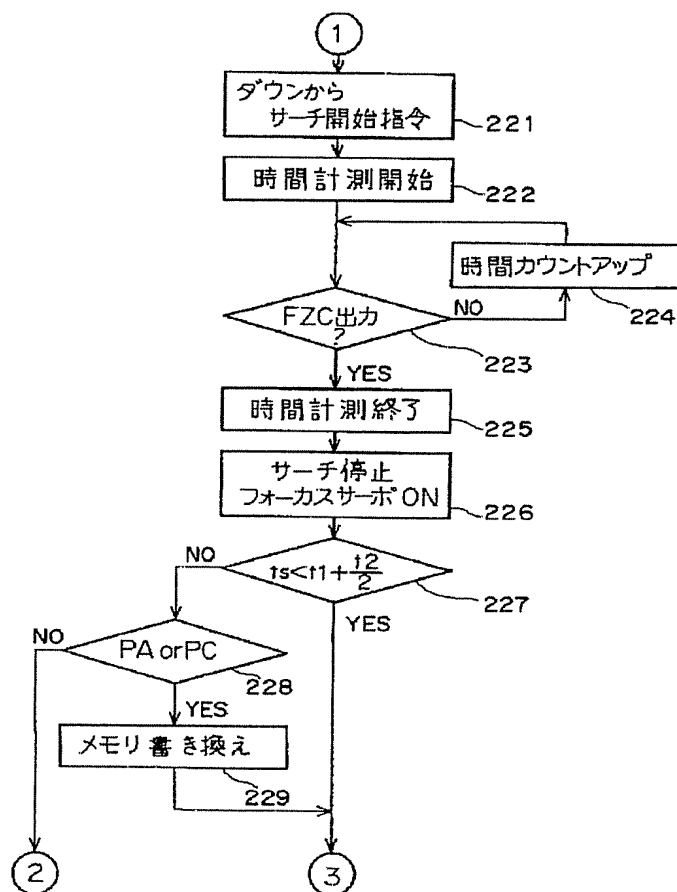 1
ダウンから
サーチ開始指令
221
時間計測開始
222
時間カウントアップ
224
FZC出力
?
NO
223
YES
時間計測終了
225
サーチ停止
フォーカスサーボON
226
NO
ts<t1+t2/2
227
YES
NO
PAorPC
228
YES
メモリ書き換え
229
2
3